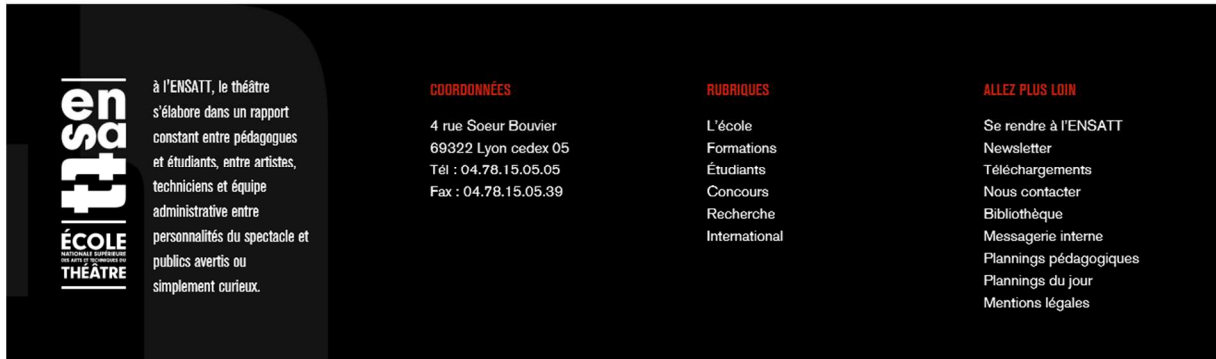 en
sa
tt
ÉCOLE
NATIONALE SUPÉRIEURE
DES ARTS ET TECHNIQUES DU
THÉÂTRE
à l'ENSATT, le théâtre
s'élabore dans un rapport
constant entre pédagogues
et étudiants, entre artistes,
techniciens et équipe
administrative entre
personnalités du spectacle et
publics avertis ou
simplement curieux.
COORDONNÉES
4 rue Soeur Bouvier
69322 Lyon cedex 05
Tél : 04.78.15.05.05
Fax : 04.78.15.05.39
RUBRIQUES
L'école
Formations
Étudiants
Concours
Recherche
International
ALLEZ PLUS LOIN
Se rendre à l'ENSATT
Newsletter
Téléchargements
Nous contacter
Bibliothèque
Messagerie interne
Plannings pédagogiques
Plannings du jour
Mentions légales